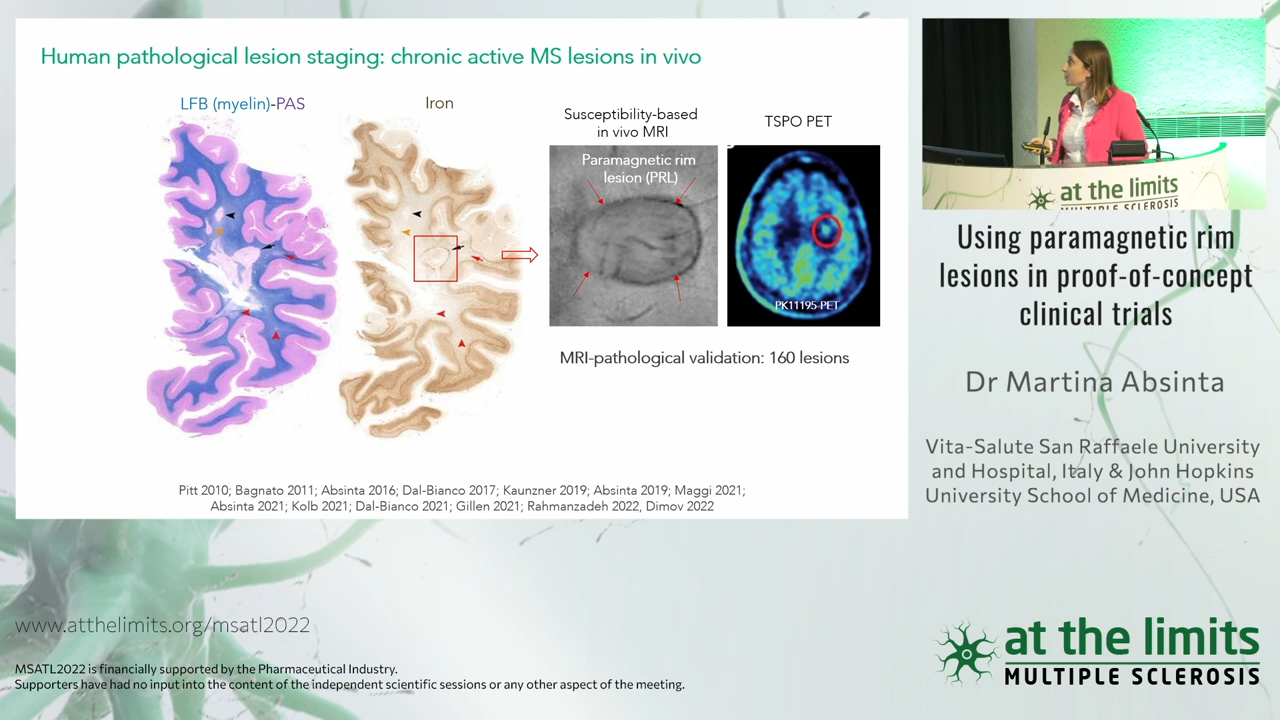 Human pathological lesion staging: chronic active MS lesions in vivo
LFB (myelin)-PAS
Iron
Susceptibility-based
in vivo MRI
TSPO PET
Paramagnetic rim
lesion (PRL)
PK11195-PET
MRI-pathological validation: 160 lesions
Pitt 2010; Bagnato 2011; Absinta 2016; Dal-Bianco 2017; Kaunzner 2019; Absinta 2019; Maggi 2021;
Absinta 2021; Kolb 2021; Dal-Bianco 2021; Gillen 2021; Rahmanzadeh 2022, Dimov 2022
at the limits
MULTIPLE SCLEROSIS
Using paramagnetic rim
lesions in proof-of-concept
clinical trials
Dr Martina Absinta
Vita-Salute San Raffaele University
and Hospital, Italy & John Hopkins
University School of Medicine, USA
www.atthelimits.org/msatl2022
MSATL2022 is financially supported by the Pharmaceutical Industry.
Supporters have had no input into the content of the independent scientific sessions or any other aspect of the meeting.
at the limits
MULTIPLE SCLEROSIS